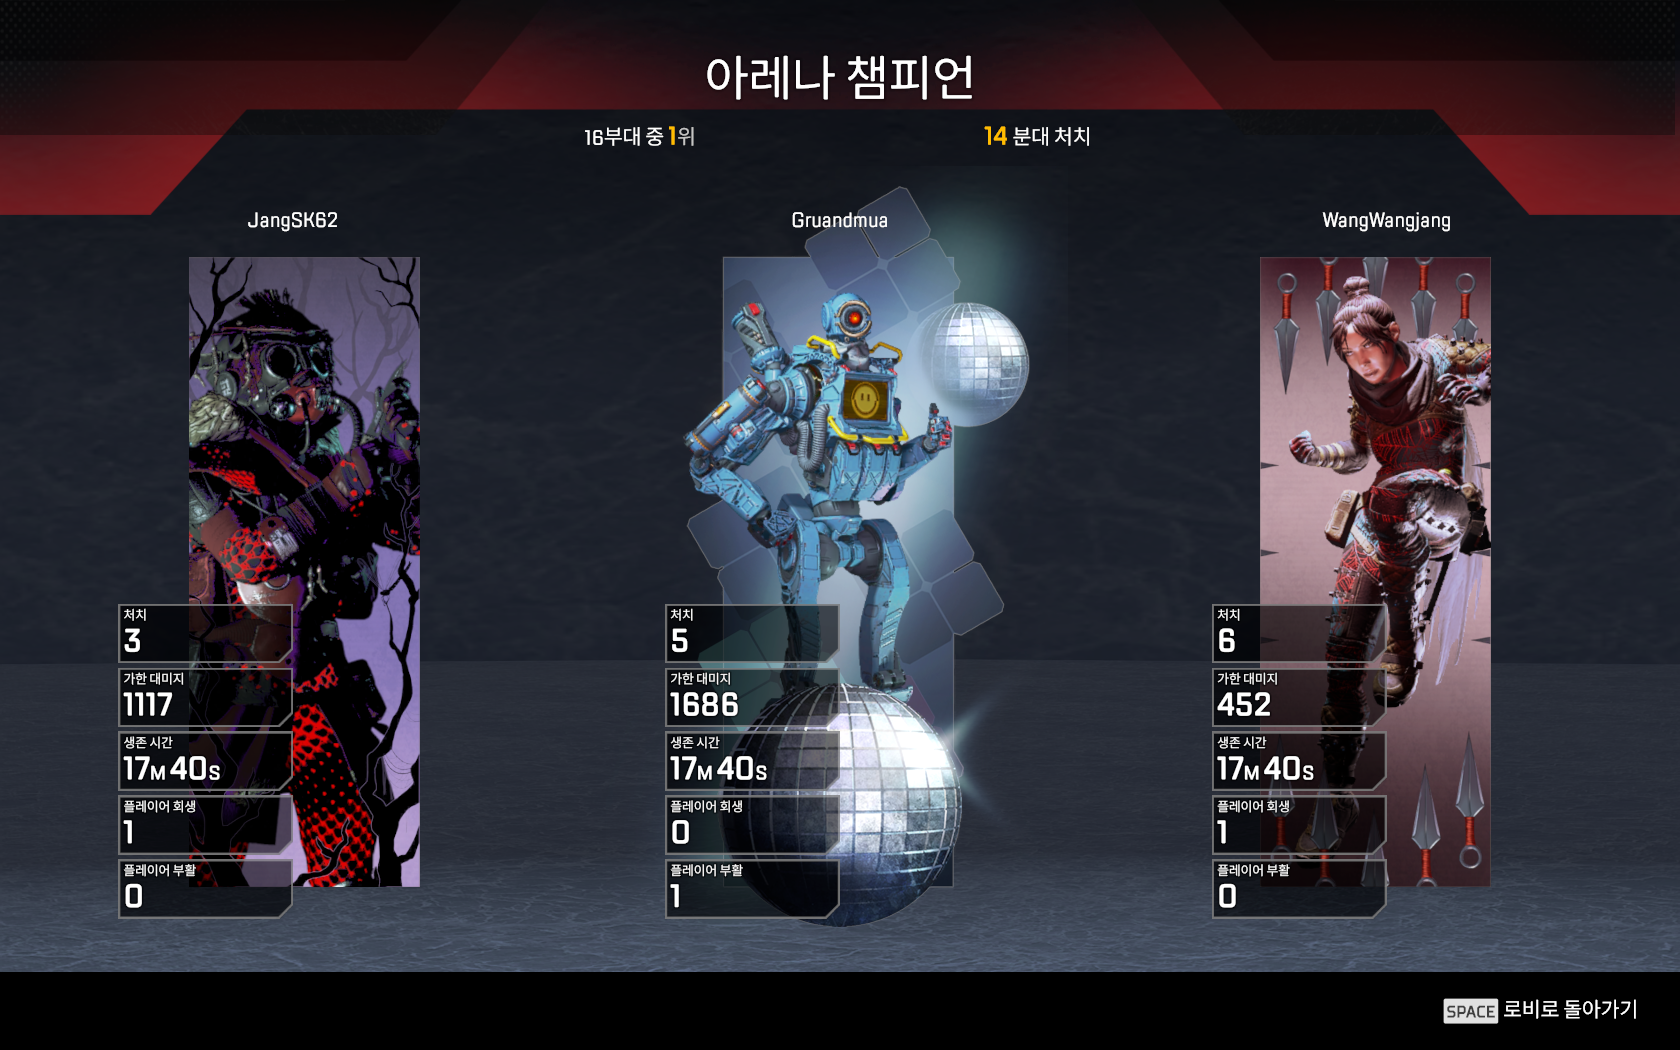 아레나 챔피언
16부대 중 1위
14 분대 처치
JangSK62
Gruandmua
WangWangjang
처치
3
가한 대미지
1117
생존 시간
17M 40S
플레이어 회생
1
플레이어 부활
0
처치
5
가한 대미지
1686
생존 시간
17M 40S
플레이어 회생
0
플레이어 부활
1
처치
6
가한 대미지
452
생존 시간
17M 40S
플레이어 회생
1
플레이어 부활
0
SPACE 로비로 돌아가기